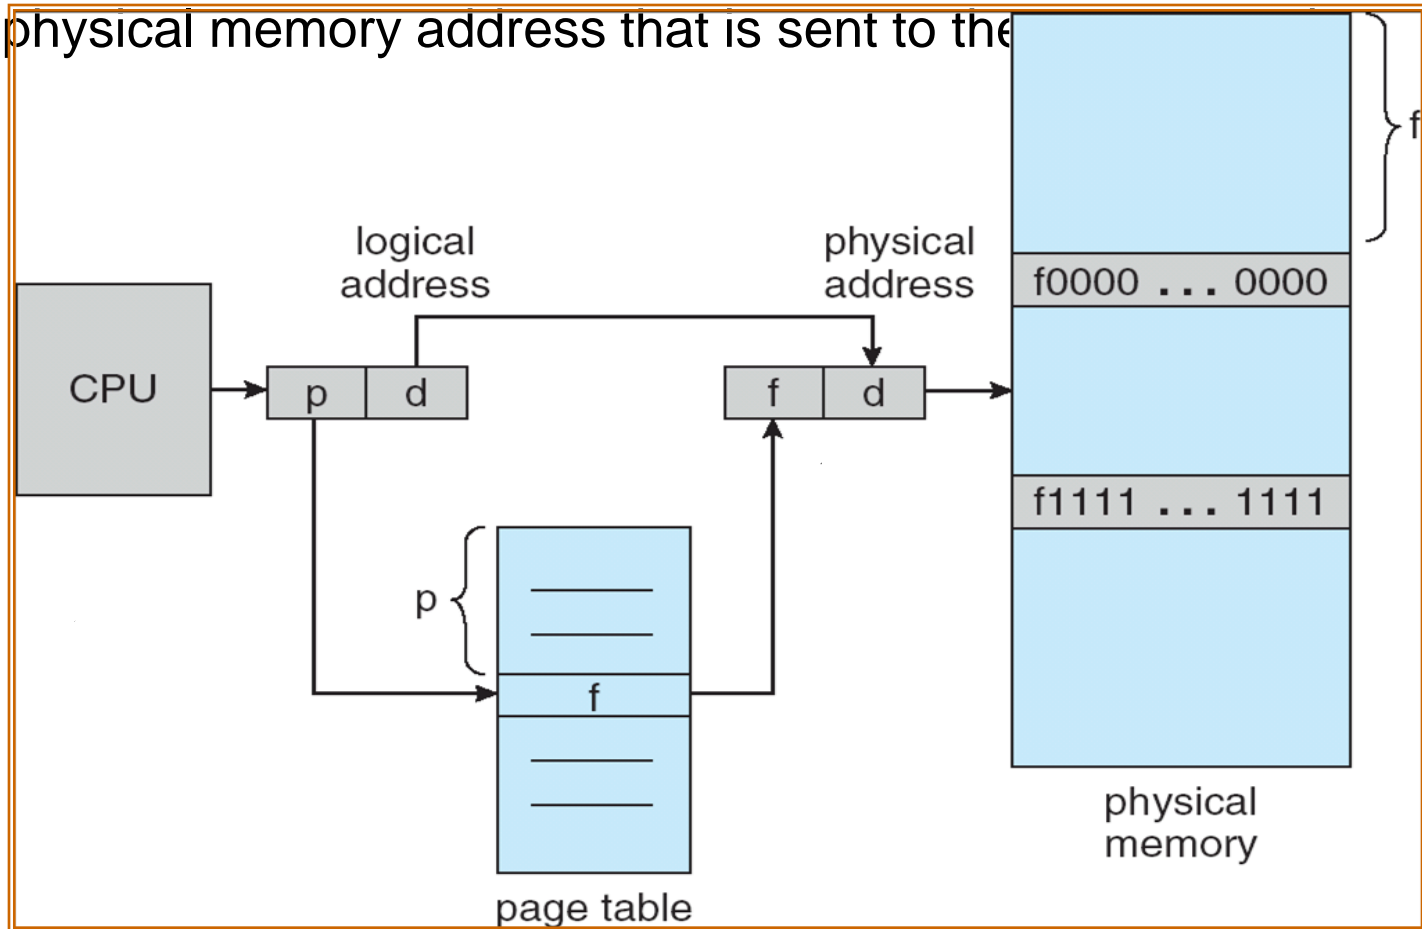 physical memory address that is sent to the
f
logical
address
physical
address
f0000 ... 0000
CPU
p d
f d
f1111 ... 1111
p
f
physical
memory
page table